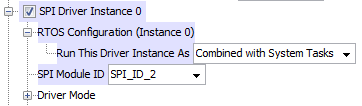 SPI Driver Instance 0
RTOS Configuration (Instance 0)
Run This Driver Instance As Combined with System Tasks
SPI Module ID SPI_ID_2
Driver Mode